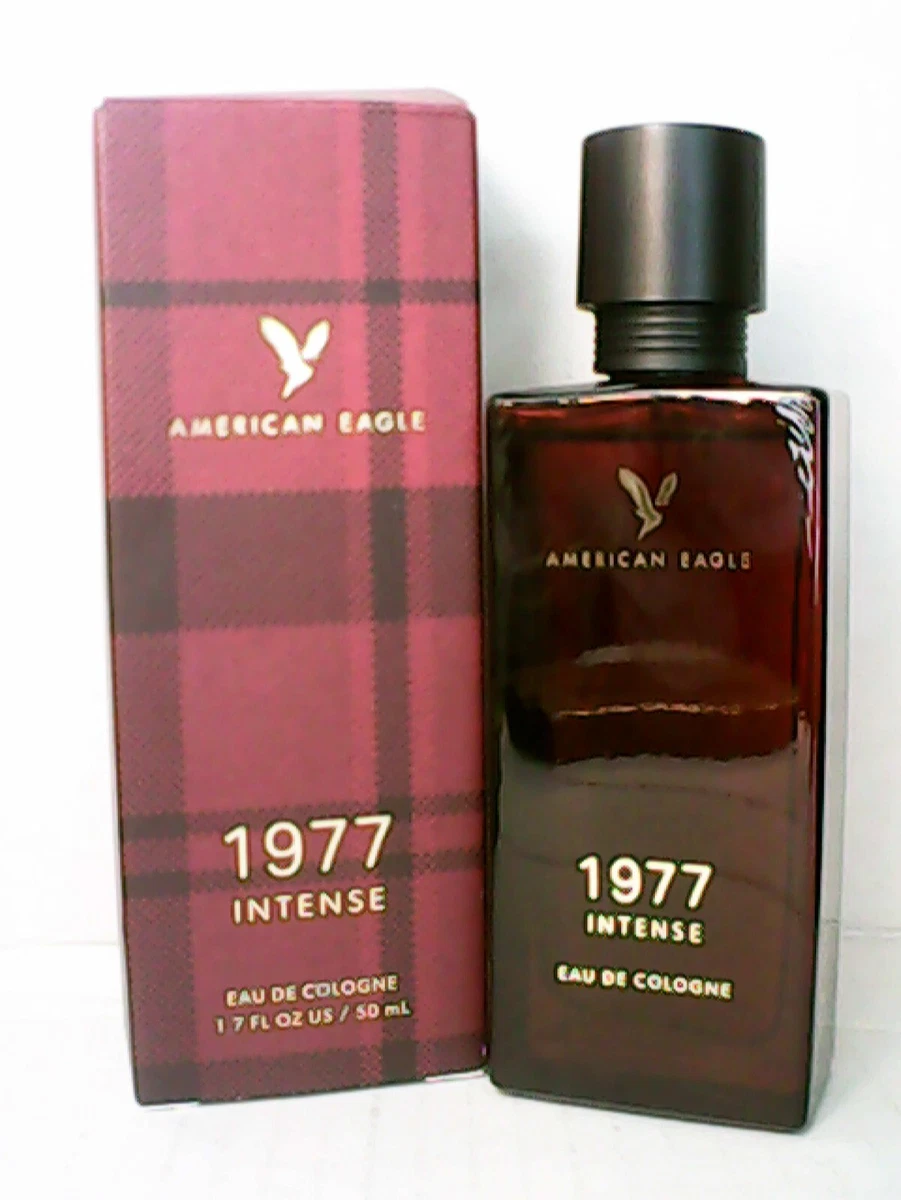 AMERICAN EAGLE
1977
INTENSE
EAU DE COLOGNE
1 7 FL OZ US / 50 mL
AMERICAN EAGLE
1977
INTENSE
EAU DE COLOGNE